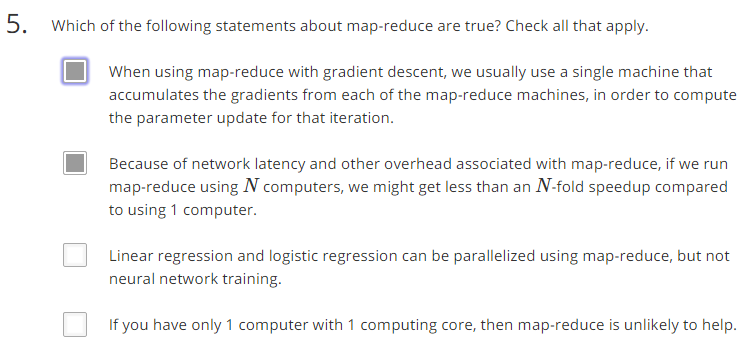 5. Which of the following statements about map-reduce are true? Check all that apply.
When using map-reduce with gradient descent, we usually use a single machine that
accumulates the gradients from each of the map-reduce machines, in order to compute
the parameter update for that iteration.
Because of network latency and other overhead associated with map-reduce, if we run
map-reduce using N computers, we might get less than an N-fold speedup compared
to using 1 computer.
Linear regression and logistic regression can be parallelized using map-reduce, but not
neural network training.
If you have only 1 computer with 1 computing core, then map-reduce is unlikely to help.